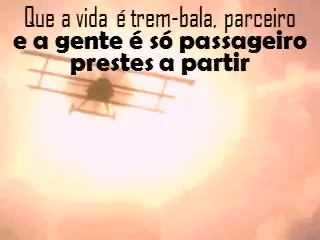 Que a vida é trem-bala, parceiro
e a gente é só passageiro
prestes a partir